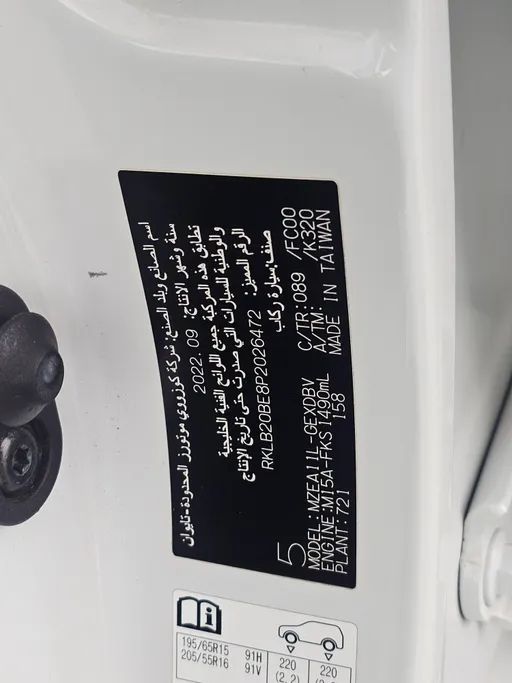 اسم الصانع وبلد الصنع: شركة كوزوي موتورز المحدودة-تايوان
سنة وشهر الإنتاج: 2022. 09
تطابق هذه المركبة جميع اللوائح الفنية الخليجية
والوطنية للسيارات التي صدرت حتى تاريخ الإنتاج
الرقم المميز: RKLB20BE8P2026472
صنف: سيارة ركاب
5
MODEL:MZEA11L-GEXDBV C/TR:089 /FC00
ENGINE:M15A-FKS 1490mL A/TM: /K320
PLANT:721 158 MADE IN TAIWAN
195/65R15 91H 220 220
205/55R16 91V (2.2)